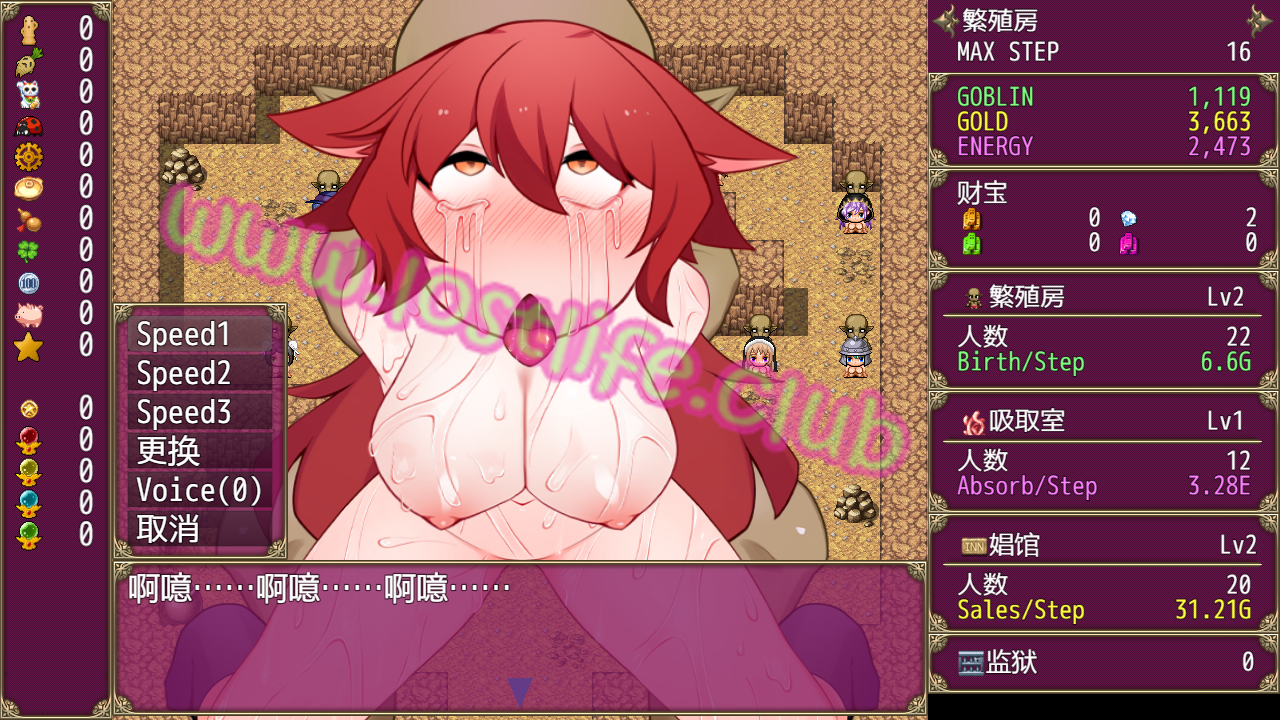 0
0
0
0
0
0
0
0
100 0
0
0
0
0
0
0
0
Speed1
Speed2
Speed3
更换
Voice(0)
取消
啊噫……啊噫……啊噫……
www.lostlife.club
繁殖房
MAX STEP 16
GOBLIN 1,119
GOLD 3,663
ENERGY 2,473
财宝
0 2
0 0
繁殖房 Lv2
人数 22
Birth/Step 6.6G
吸取室 Lv1
人数 12
Absorb/Step 3.28E
INN 娼馆 Lv2
人数 20
Sales/Step 31.21G
监狱 0